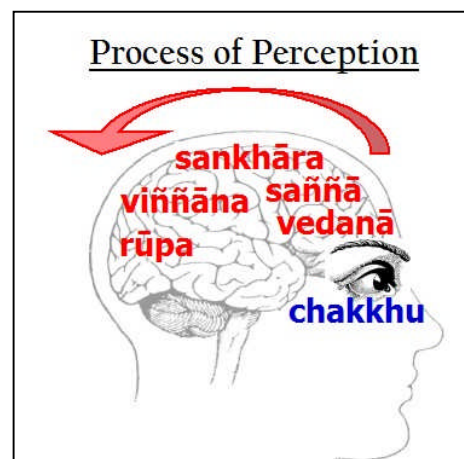 Process of Perception
sankhāra
viññāna saññā
rūpa vedanā
chakkhu